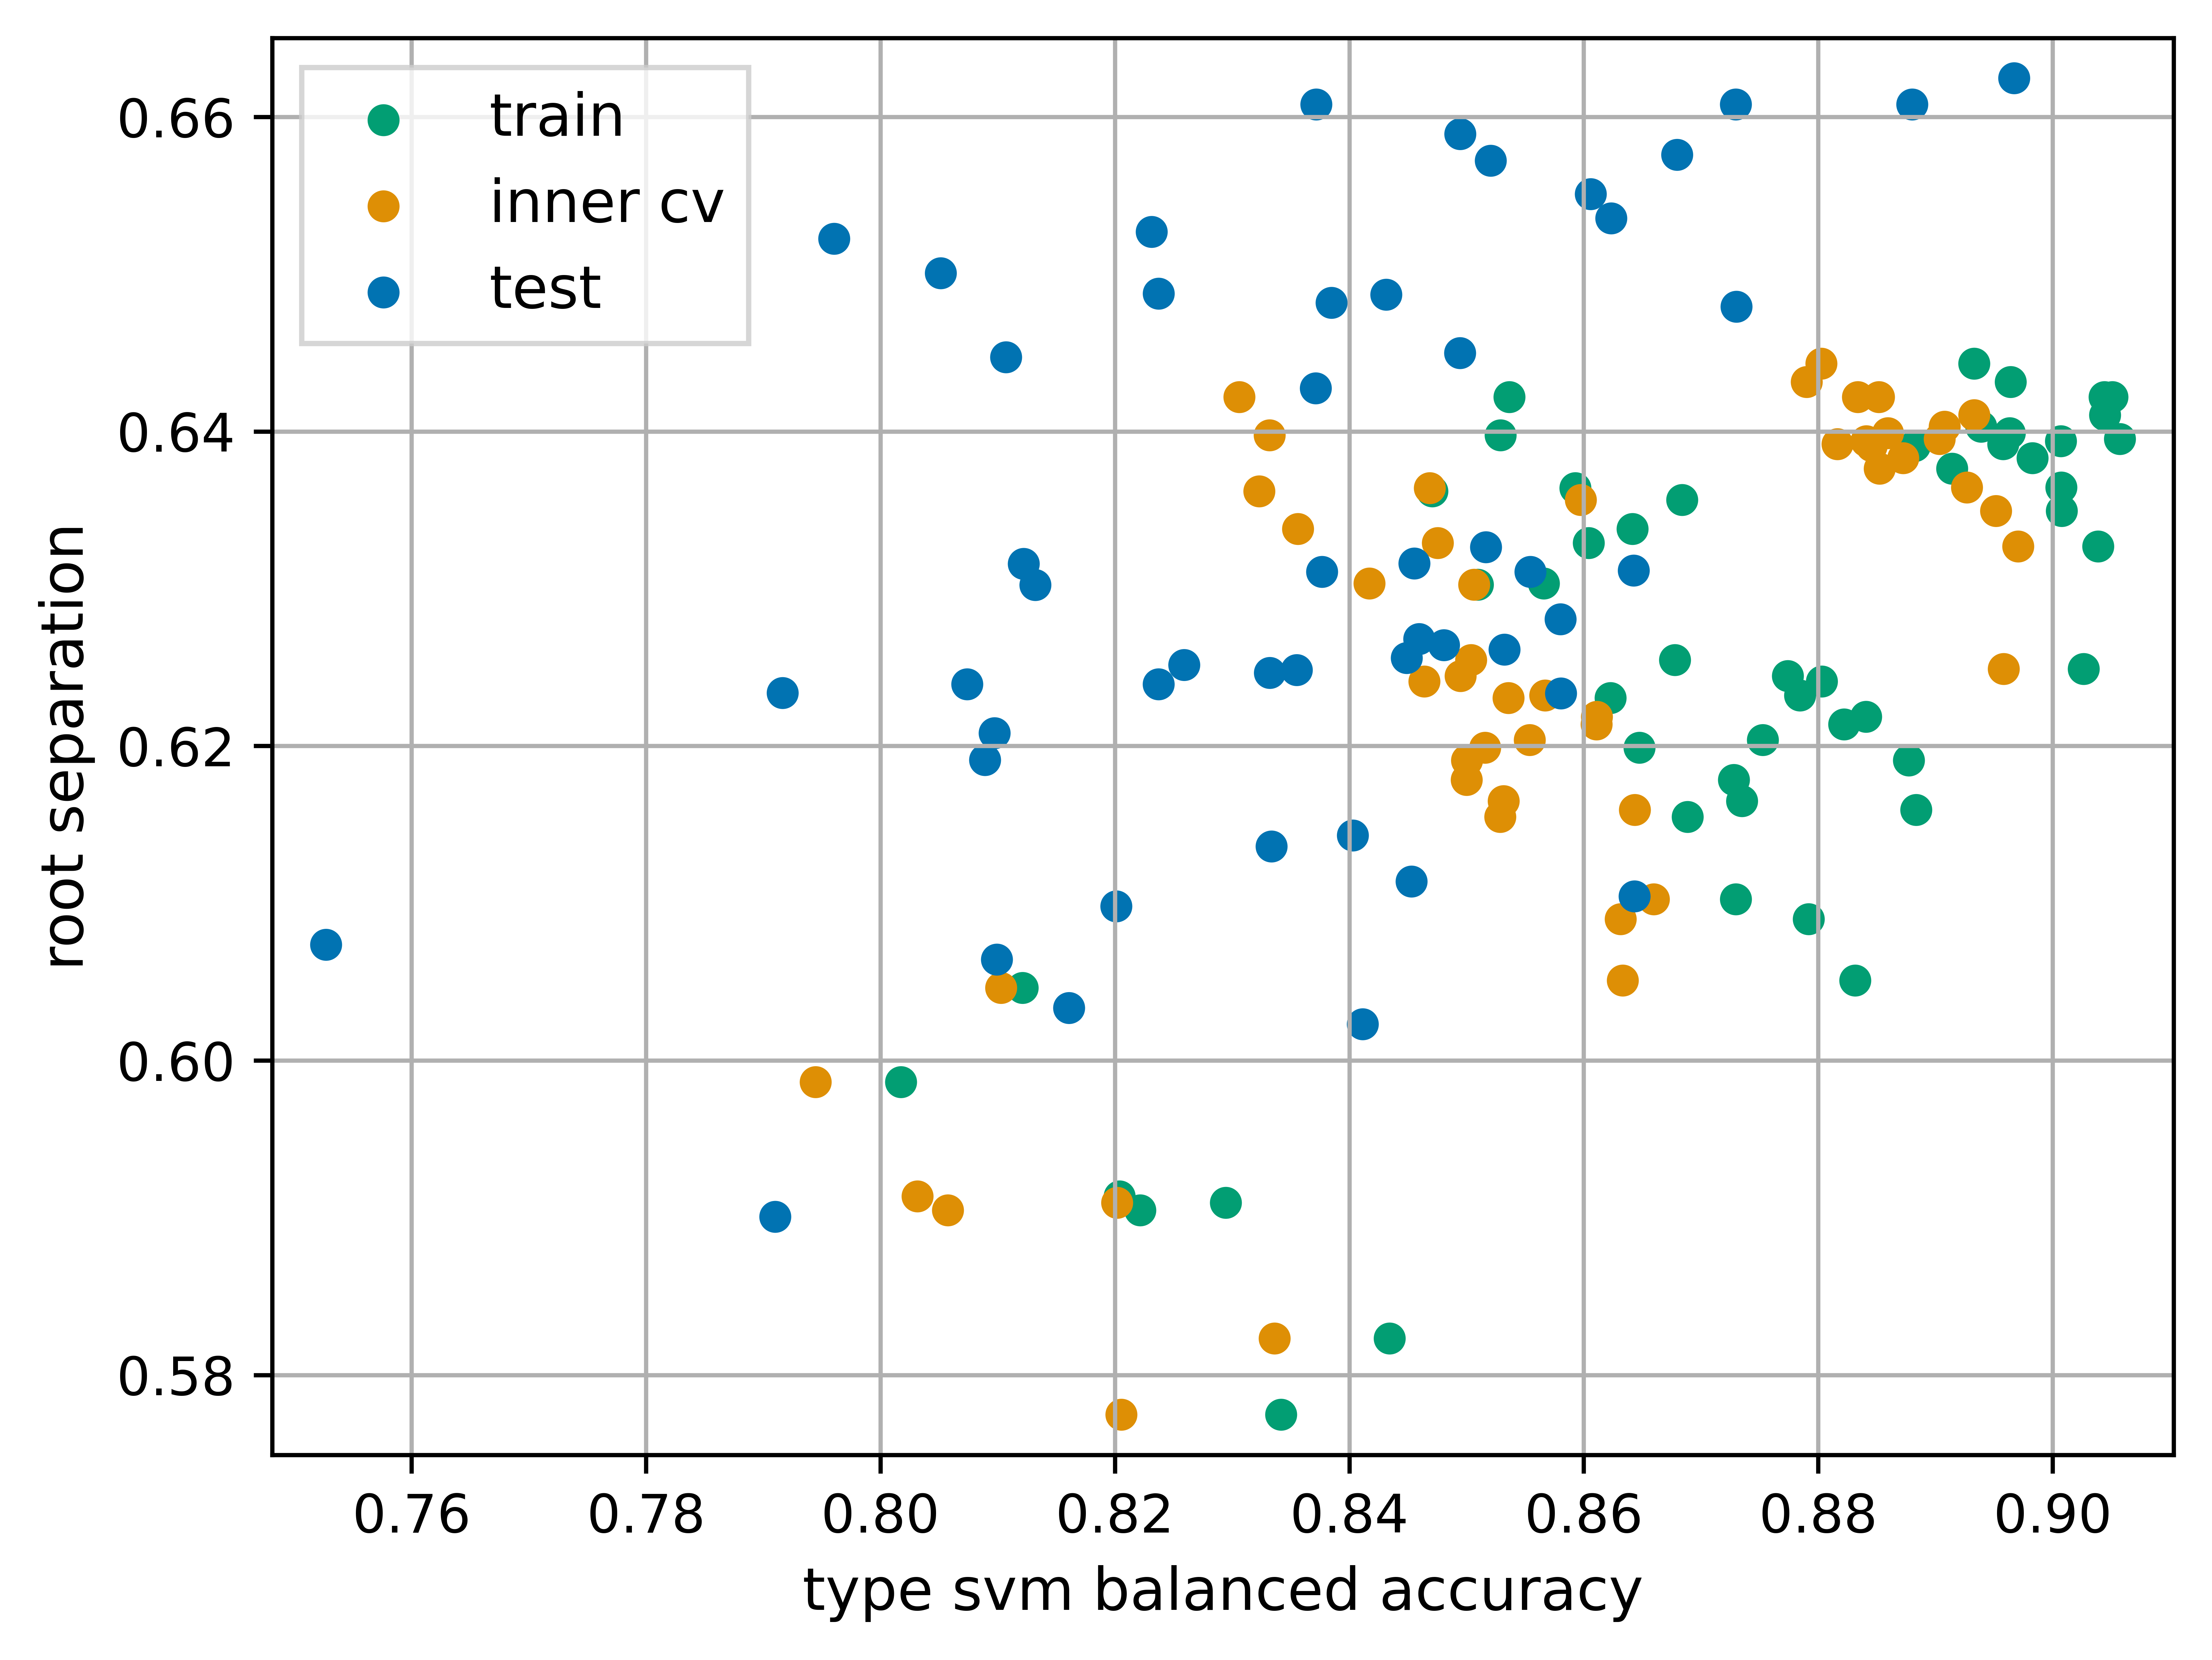 train
inner cv
test
0.66
0.64
0.62
0.60
0.58
root separation
0.76 0.78 0.80 0.82 0.84 0.86 0.88 0.90
type svm balanced accuracy